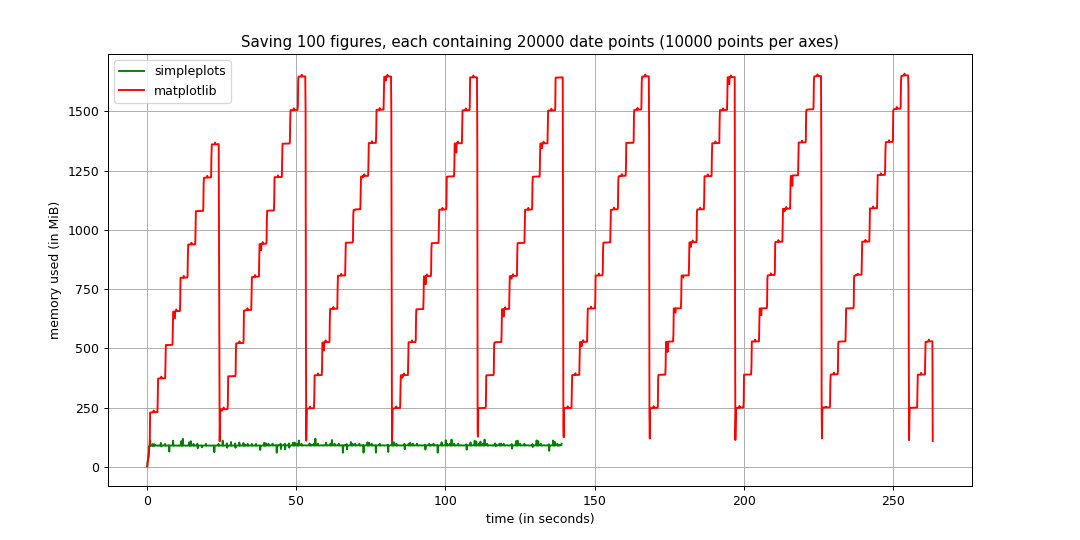 Saving 100 figures, each containing 20000 date points (10000 points per axes)
simpleplots
matplotlib
1500
1250
1000
750
500
250
0
memory used (in MiB)
0 50 100 150 200 250
time (in seconds)